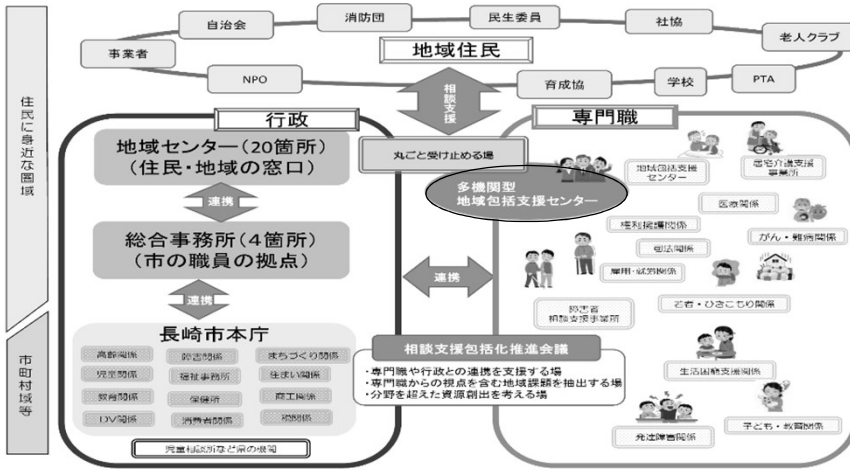 自治会
消防団
民生委員
社協
老人クラブ
事業者
地域住民
NPO
育成協
学校
PTA
住民に身近な圏域
市町村域等
相談支援
行政
専門職
地域センター(20箇所)
(住民・地域の窓口)
丸ごと受け止める場
多機関型
地域包括支援センター
連携
総合事務所(4箇所)
(市の職員の拠点)
連携
連携
長崎市本庁
高齢関係
障害関係
まちづくり関係
児童関係
福祉事務所
住まい関係
教育関係
保健所
商工関係
DV関係
消費者関係
税関係
児童相談所など県の機関
相談支援包括化推進会議
・専門職や行政との連携を支援する場
・専門職からの視点を含む地域課題を抽出する場
・分野を超えた資源創出を考える場
地域包括支援
センター
居宅介護支援
事業所
医療関係
権利擁護関係
がん・難病関係
司法関係
雇用・就労関係
若者・ひきこもり関係
障害者
相談支援事業所
生活困窮支援関係
発達障害関係
子ども・教育関係